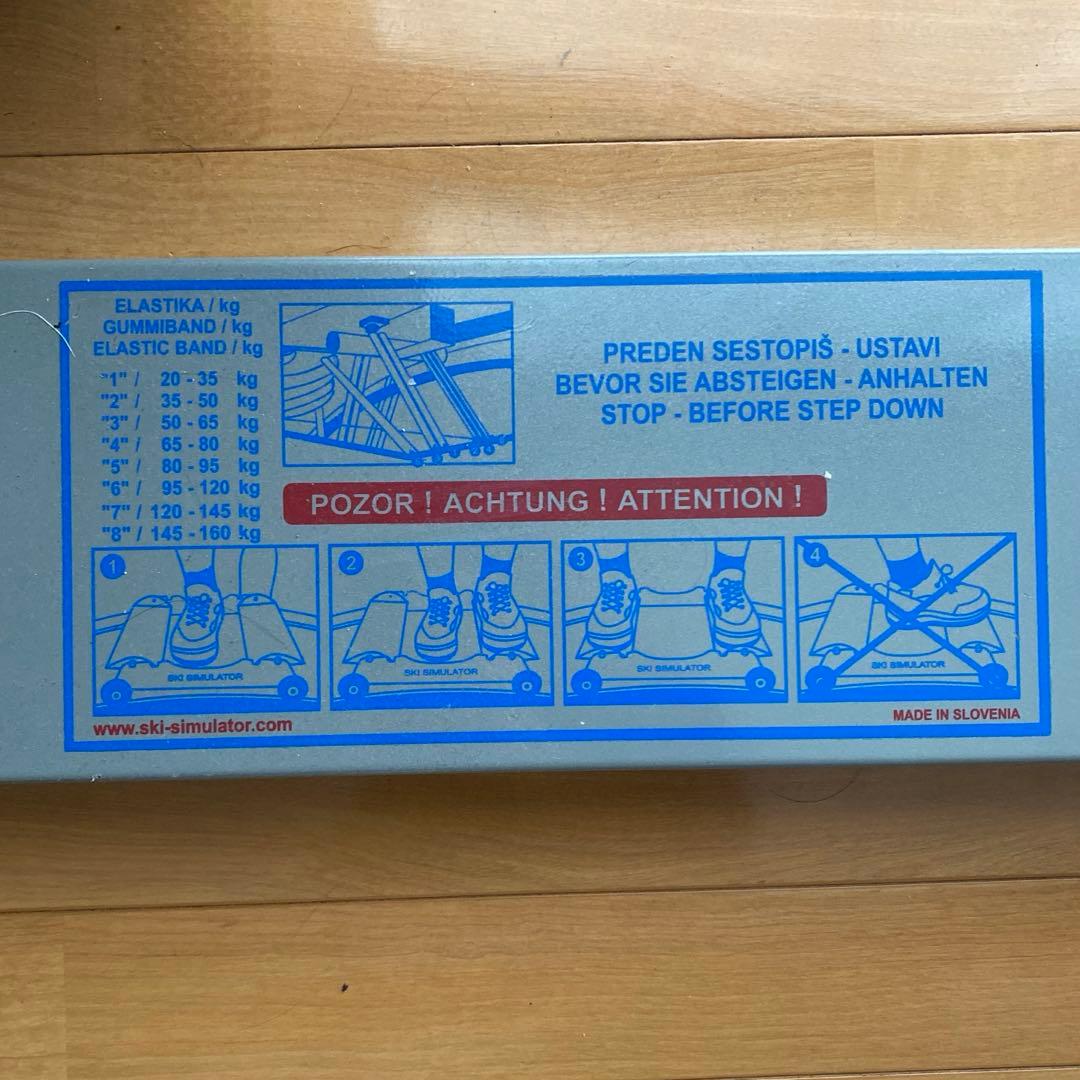 ELASTIKA / kg
GUMMIBAND / kg
ELASTIC BAND / kg
"1" / 20 - 35 kg
"2" / 35 - 50 kg
"3" / 50 - 65 kg
"4" / 65 - 80 kg
"5" / 80 - 95 kg
"6" / 95 - 120 kg
"7" / 120 - 145 kg
"8" / 145 - 160 kg
PREDEN SESTOPIŠ - USTAVI
BEVOR SIE ABSTEIGEN - ANHALTEN
STOP - BEFORE STEP DOWN
POZOR ! ACHTUNG ! ATTENTION !
1
SKI SIMULATOR
2
SKI SIMULATOR
3
SKI SIMULATOR
4
SKI SIMULATOR
www.ski-simulator.com
MADE IN SLOVENIA